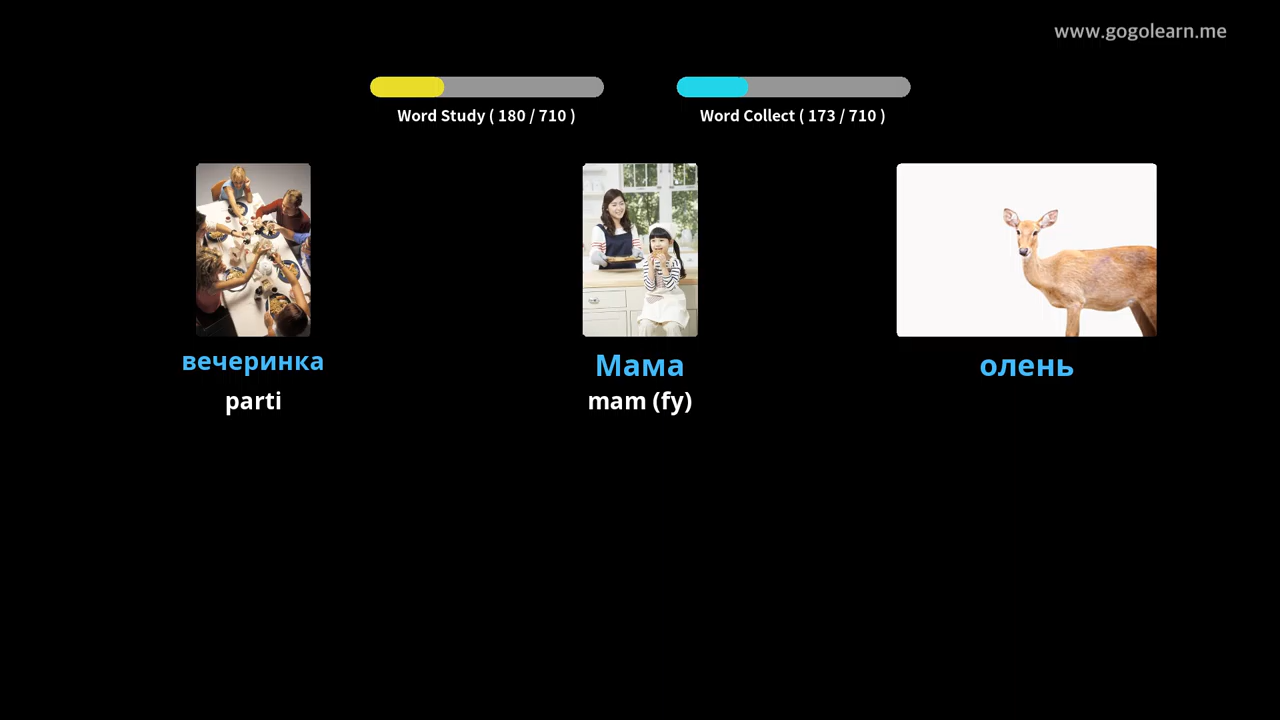 www.gogolearn.me
Word Study ( 180 / 710 )
Word Collect ( 173 / 710 )
вечеринка
parti
Мама
mam (fy)
олень